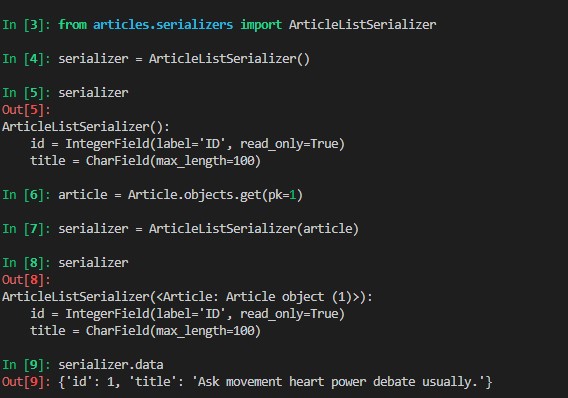 In [3]: from articles.serializers import ArticleListSerializer
In [4]: serializer = ArticleListSerializer()
In [5]: serializer
Out[5]:
ArticleListSerializer():
    id = IntegerField(label='ID', read_only=True)
    title = CharField(max_length=100)
In [6]: article = Article.objects.get(pk=1)
In [7]: serializer = ArticleListSerializer(article)
In [8]: serializer
Out[8]:
ArticleListSerializer(<Article: Article object (1)>):
    id = IntegerField(label='ID', read_only=True)
    title = CharField(max_length=100)
In [9]: serializer.data
Out[9]: {'id': 1, 'title': 'Ask movement heart power debate usually.'}